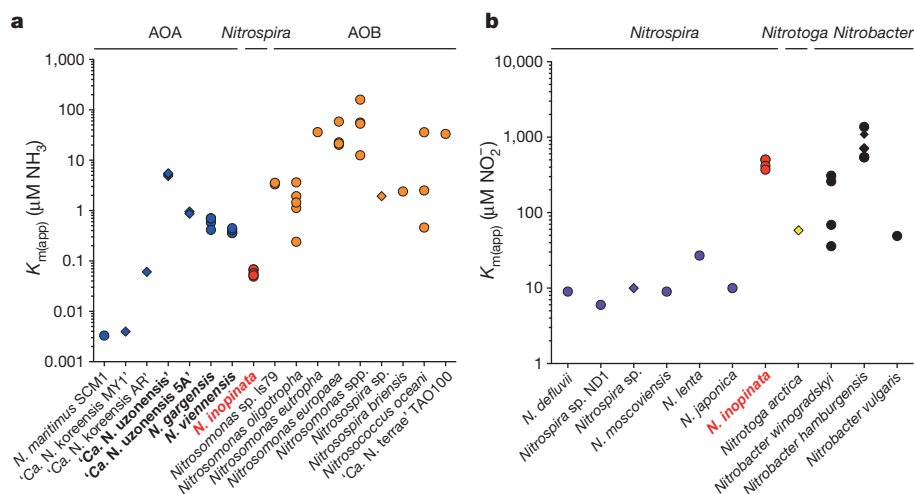 a
AOA Nitrospira AOB
1,000
100
10
1
0.1
0.01
0.001
Km(app) (μM NH3)
N. maritimus SCM1
'Ca. N. koreensis MY1'
'Ca. N. koreensis AR'
'Ca. N. uzonensis'
'Ca. N. uzonensis 5A'
N. gargensis
N. viennensis
N. inopinata
Nitrosomonas sp. Is79
Nitrosomonas oligotropha
Nitrosomonas eutropha
Nitrosomonas europaea
Nitrosomonas spp.
Nitrosospira sp.
Nitrosospira briensis
Nitrosococcus oceani
'Ca. N. terrae' TAO100
b
Nitrospira Nitrotoga Nitrobacter
10,000
1,000
100
10
1
Km(app) (μM NO2−)
N. defluvii
Nitrospira sp. ND1
Nitrospira sp.
N. moscoviensis
N. lenta
N. japonica
N. inopinata
Nitrotoga arctica
Nitrobacter winogradskyi
Nitrobacter hamburgensis
Nitrobacter vulgaris